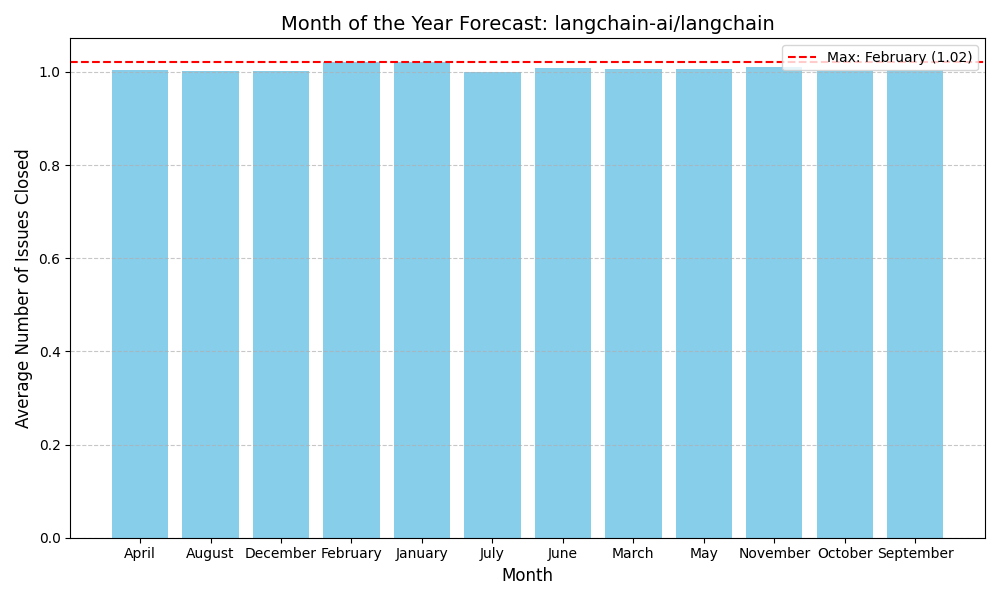 Month of the Year Forecast: langchain-ai/langchain
Max: February (1.02)
Average Number of Issues Closed
1.0
0.8
0.6
0.4
0.2
0.0
April August December February January July June March May November October September
Month